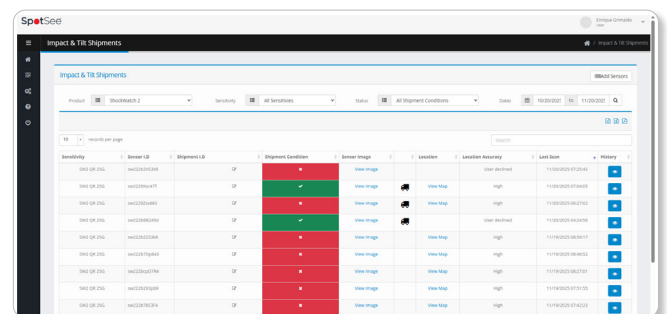 SpotSee
Enrique Grimaldo
User
Impact & Tilt Shipments
/ Impact & Tilt Shipments
Impact & Tilt Shipments
Add Sensors
Product ShockWatch 2 Sensitivity All Sensitivities Status All Shipment Conditions Dates 10/20/2025 to 11/20/2025
10 records per page
Search
Sensitivity Sensor I.D Shipment I.D Shipment Condition Sensor Image Location Location Accuracy Last Scan History
SW2 QR 25G View Image User declined 11/20/2025 07:20:43
SW2 QR 25G View Image View Map High 11/20/2025 07:04:05
SW2 QR 25G View Image View Map High 11/20/2025 06:27:03
SW2 QR 25G View Image User declined 11/20/2025 04:24:56
SW2 QR 25G View Image View Map High 11/19/2025 08:56:17
SW2 QR 25G View Image View Map High 11/19/2025 08:46:52
SW2 QR 25G View Image View Map High 11/19/2025 08:27:01
SW2 QR 25G View Image View Map High 11/19/2025 07:51:55
SW2 QR 25G View Image View Map High 11/19/2025 07:42:23